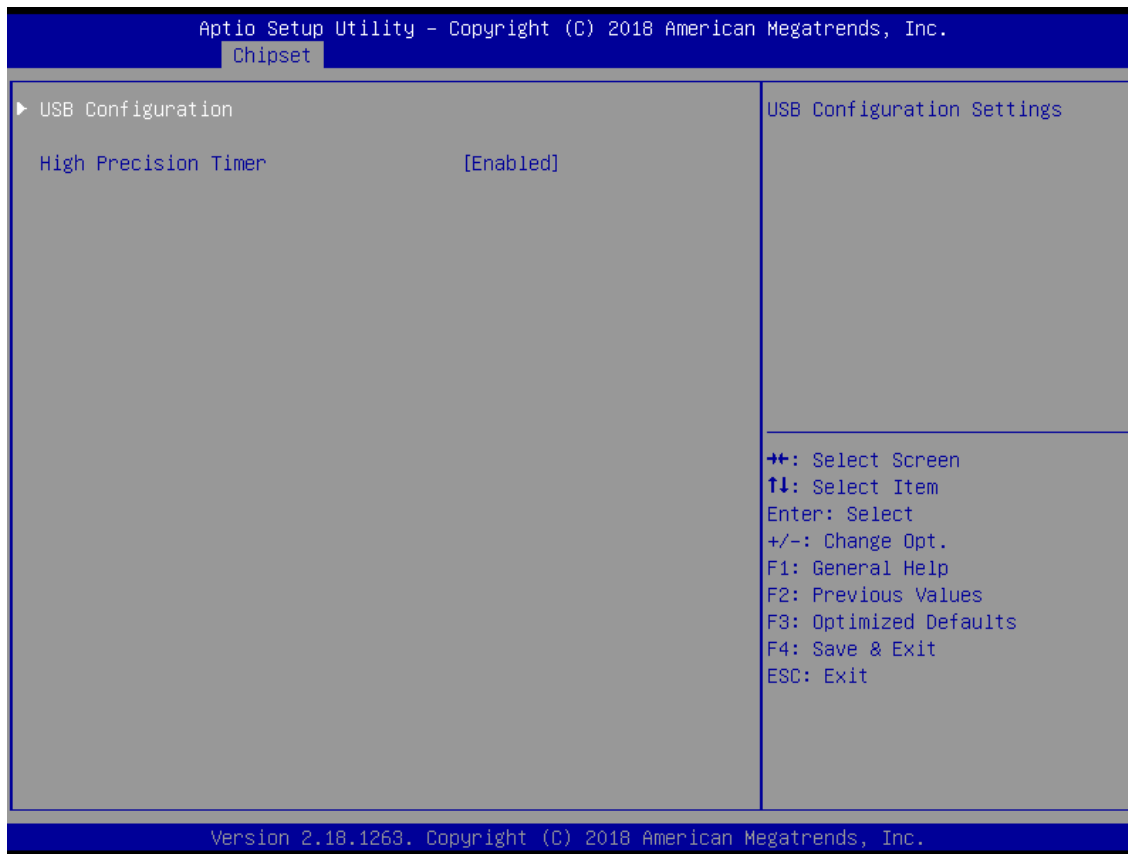 Aptio Setup Utility – Copyright (C) 2018 American Megatrends, Inc.
Chipset
▶ USB Configuration
High Precision Timer [Enabled]
USB Configuration Settings
→←: Select Screen
↑↓: Select Item
Enter: Select
+/-: Change Opt.
F1: General Help
F2: Previous Values
F3: Optimized Defaults
F4: Save & Exit
ESC: Exit
Version 2.18.1263. Copyright (C) 2018 American Megatrends, Inc.